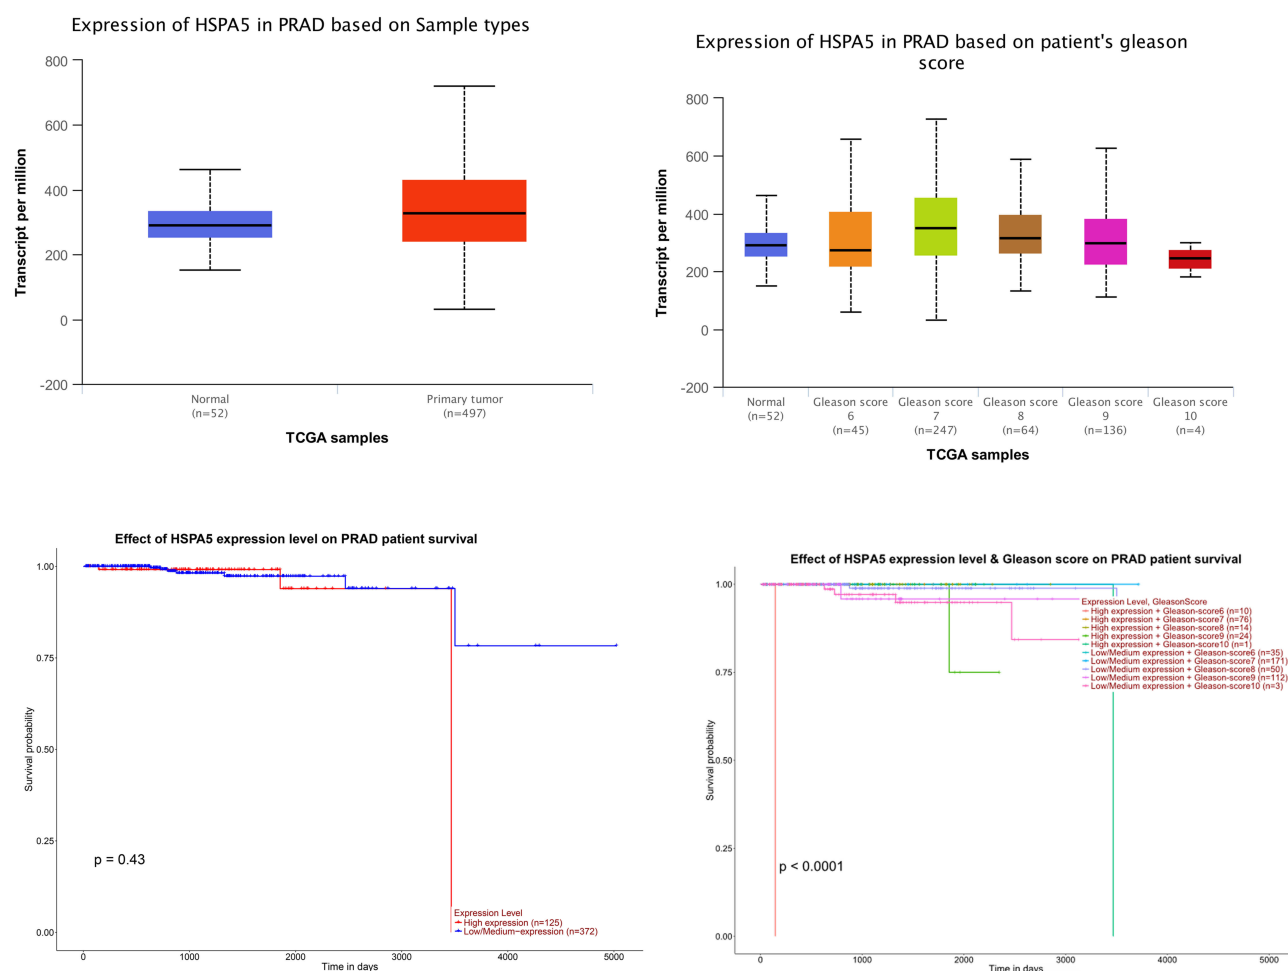 Expression of HSPA5 in PRAD based on Sample types
800
600
400
200
0
-200
Transcript per million
Normal
(n=52)
Primary tumor
(n=497)
TCGA samples
Expression of HSPA5 in PRAD based on patient's gleason
score
800
600
400
200
0
-200
Transcript per million
Normal
(n=52)
Gleason score
6
(n=45)
Gleason score
7
(n=247)
Gleason score
8
(n=64)
Gleason score
9
(n=136)
Gleason score
10
(n=4)
TCGA samples
Effect of HSPA5 expression level on PRAD patient survival
1.00
0.75
0.50
0.25
0.00
Survival probability
p = 0.43
Expression Level
High expression (n=125)
Low/Medium−expression (n=372)
0
1000
2000
3000
4000
5000
Time in days
Effect of HSPA5 expression level & Gleason score on PRAD patient survival
1.00
0.75
0.50
0.25
0.00
Survival probability
p < 0.0001
Expression Level, GleasonScore
High expression + Gleason-score6 (n=10)
High expression + Gleason-score7 (n=76)
High expression + Gleason-score8 (n=14)
High expression + Gleason-score9 (n=24)
High expression + Gleason-score10 (n=1)
Low/Medium expression + Gleason-score6 (n=35)
Low/Medium expression + Gleason-score7 (n=171)
Low/Medium expression + Gleason-score8 (n=50)
Low/Medium expression + Gleason-score9 (n=112)
Low/Medium expression + Gleason-score10 (n=3)
0
1000
2000
3000
4000
5000
Time in days